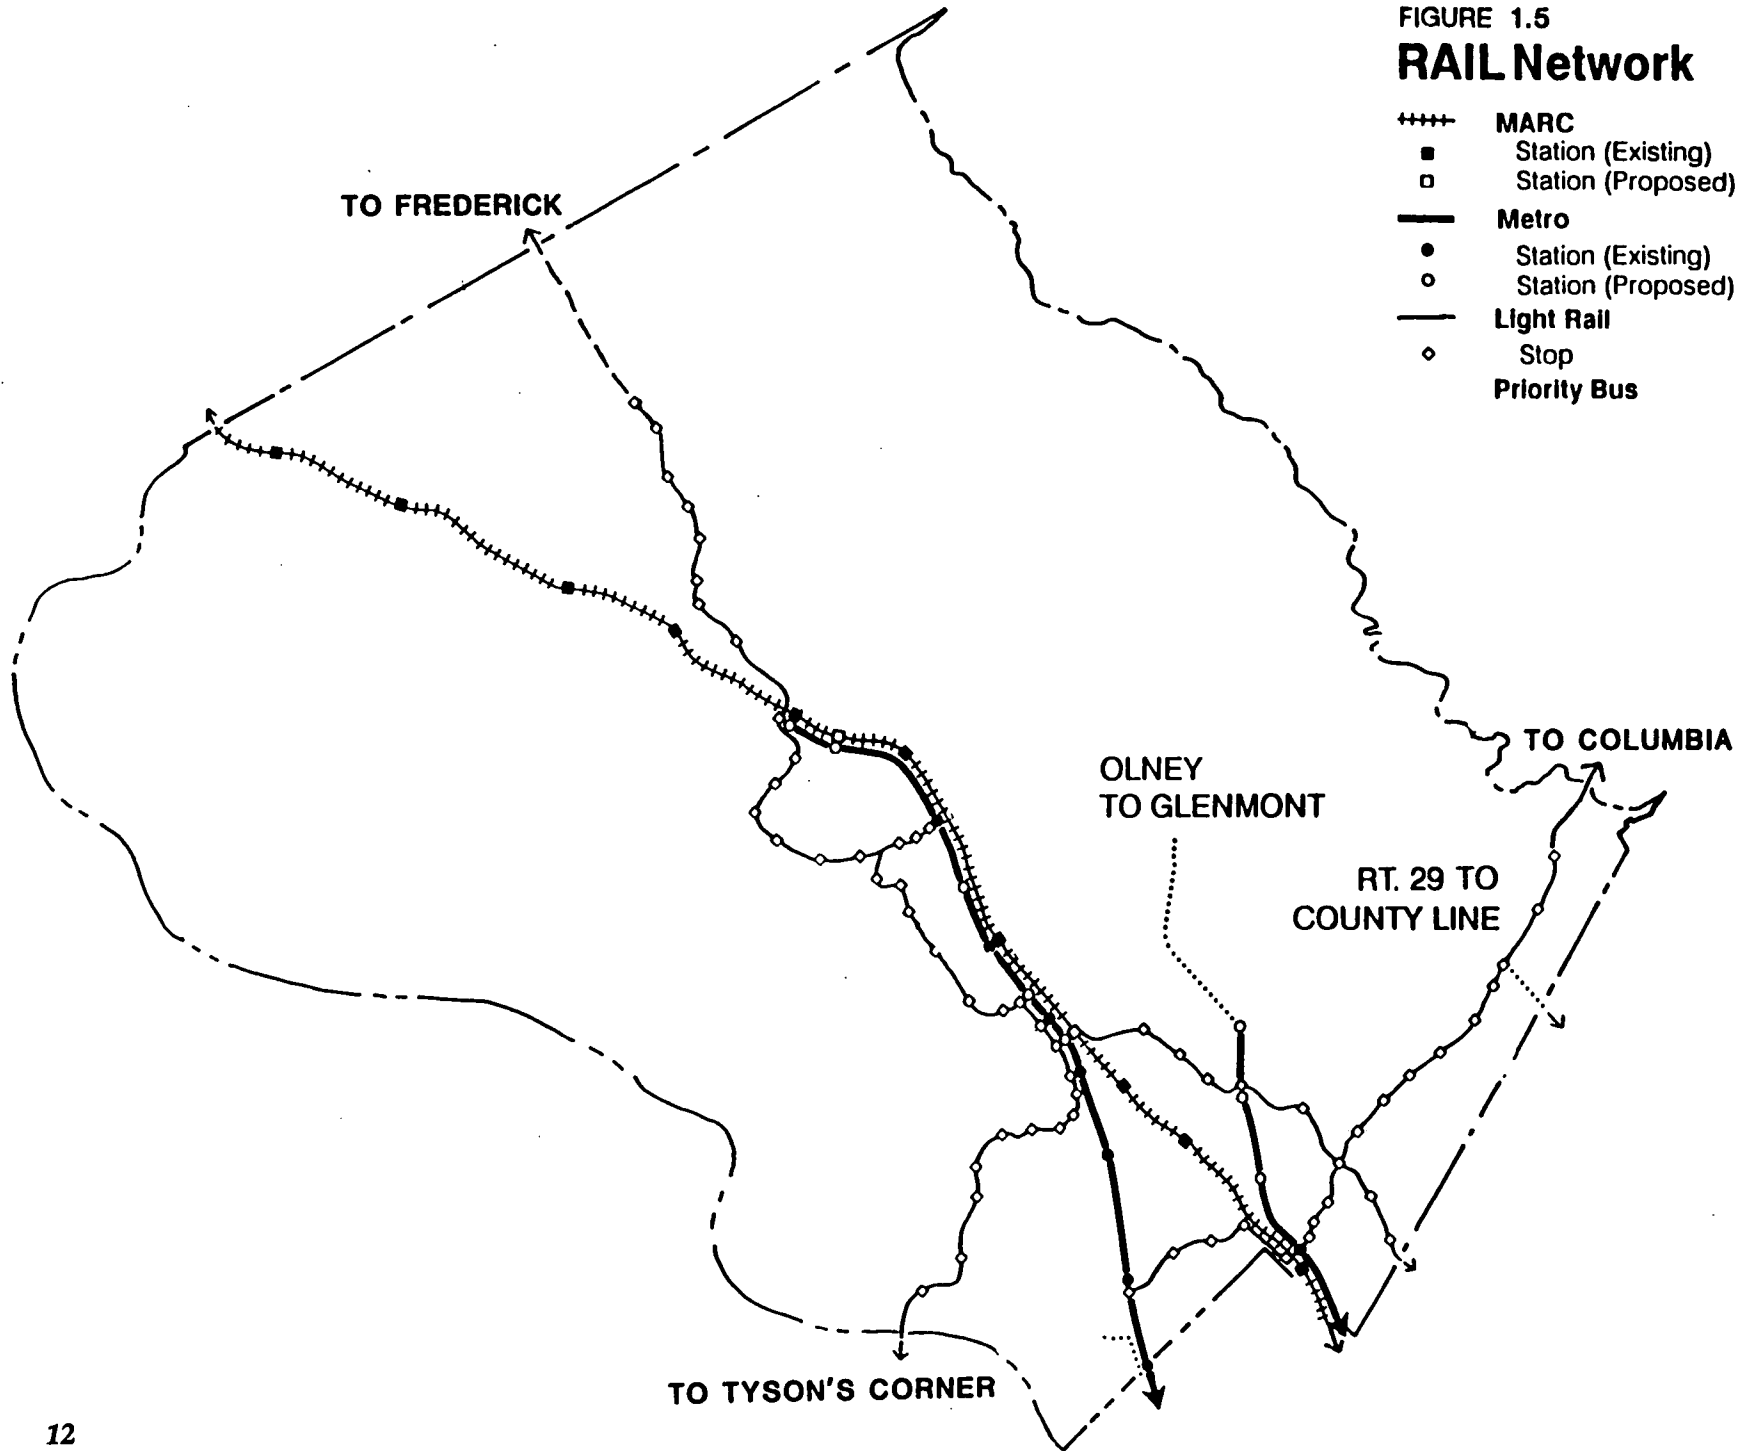 FIGURE 1.5
RAIL Network
MARC
Station (Existing)
Station (Proposed)
Metro
Station (Existing)
Station (Proposed)
Light Rail
Stop
Priority Bus
TO FREDERICK
TO COLUMBIA
OLNEY
TO GLENMONT
RT. 29 TO
COUNTY LINE
TO TYSON'S CORNER
12